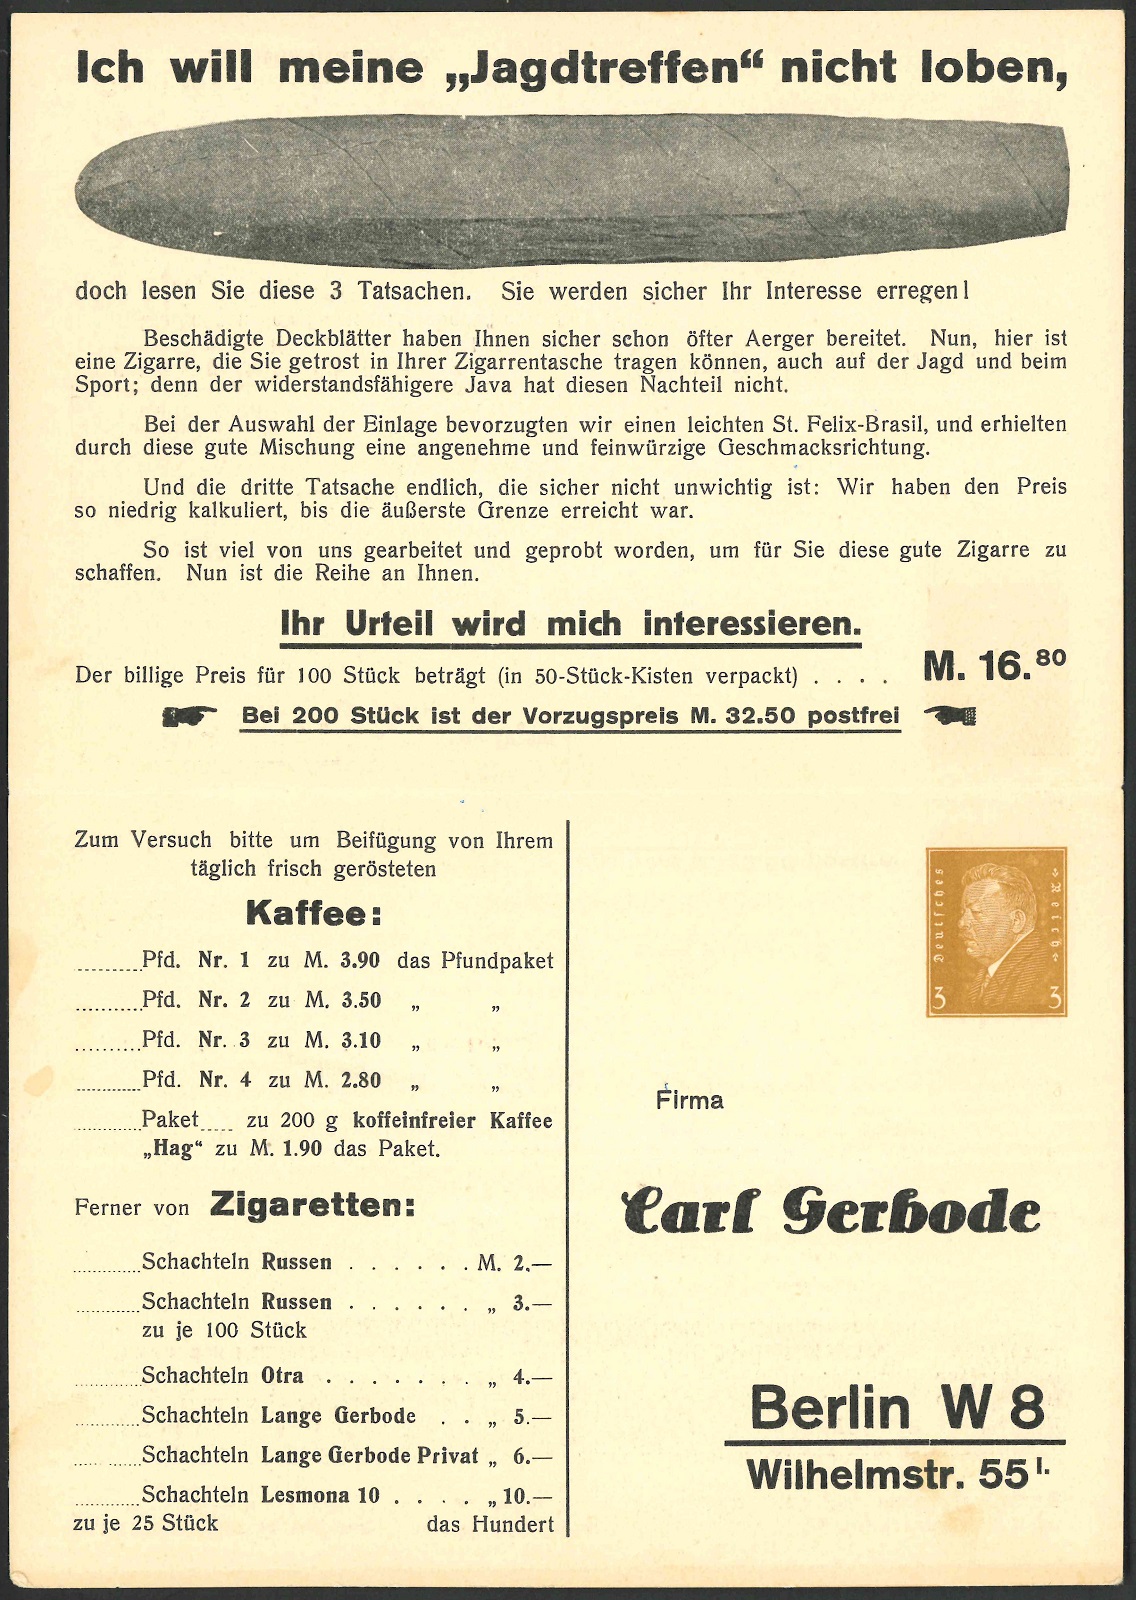 Ich will meine „Jagdtreffen“ nicht loben,
doch lesen Sie diese 3 Tatsachen. Sie werden sicher Ihr Interesse erregen!
Beschädigte Deckblätter haben Ihnen sicher schon öfter Aerger bereitet. Nun, hier ist
eine Zigarre, die Sie getrost in Ihrer Zigarrentasche tragen können, auch auf der Jagd und beim
Sport; denn der widerstandsfähigere Java hat diesen Nachteil nicht.
Bei der Auswahl der Einlage bevorzugten wir einen leichten St. Felix-Brasil, und erhielten
durch diese gute Mischung eine angenehme und feinwürzige Geschmacksrichtung.
Und die dritte Tatsache endlich, die sicher nicht unwichtig ist: Wir haben den Preis
so niedrig kalkuliert, bis die äußerste Grenze erreicht war.
So ist viel von uns gearbeitet und geprobt worden, um für Sie diese gute Zigarre zu
schaffen. Nun ist die Reihe an Ihnen.
Ihr Urteil wird mich interessieren.
Der billige Preis für 100 Stück beträgt (in 50-Stück-Kisten verpackt) . . . . M. 16.80
Bei 200 Stück ist der Vorzugspreis M. 32.50 postfrei
Zum Versuch bitte um Beifügung von Ihrem
täglich frisch gerösteten
Kaffee:
..........Pfd. Nr. 1 zu M. 3.90 das Pfundpaket
..........Pfd. Nr. 2 zu M. 3.50 „ „
..........Pfd. Nr. 3 zu M. 3.10 „ „
..........Pfd. Nr. 4 zu M. 2.80 „ „
..........Paket..... zu 200 g koffeinfreier Kaffee
„Hag“ zu M. 1.90 das Paket.
Ferner von Zigaretten:
..........Schachteln Russen . . . . . . M. 2.—
..........Schachteln Russen . . . . . . „ 3.—
zu je 100 Stück
..........Schachteln Otra . . . . . . . „ 4.—
..........Schachteln Lange Gerbode . . „ 5.—
..........Schachteln Lange Gerbode Privat „ 6.—
..........Schachteln Lesmona 10 . . . . „ 10.—
zu je 25 Stück das Hundert
Deutsches Reich
3 3
Firma
Carl Gerbode
Berlin W 8
Wilhelmstr. 55 I.